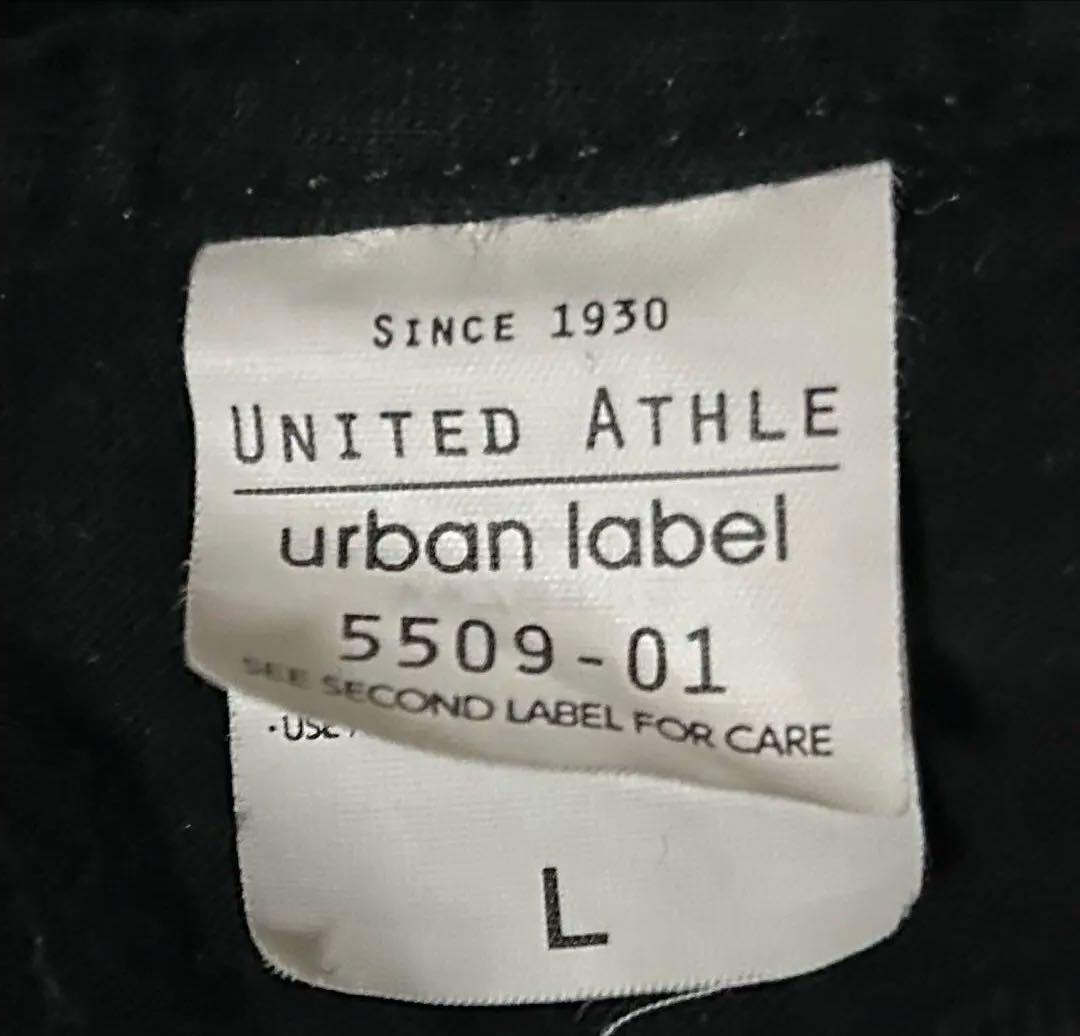 SINCE 1930
UNITED ATHLE
urban label
5509-01
SEE SECOND LABEL FOR CARE
L